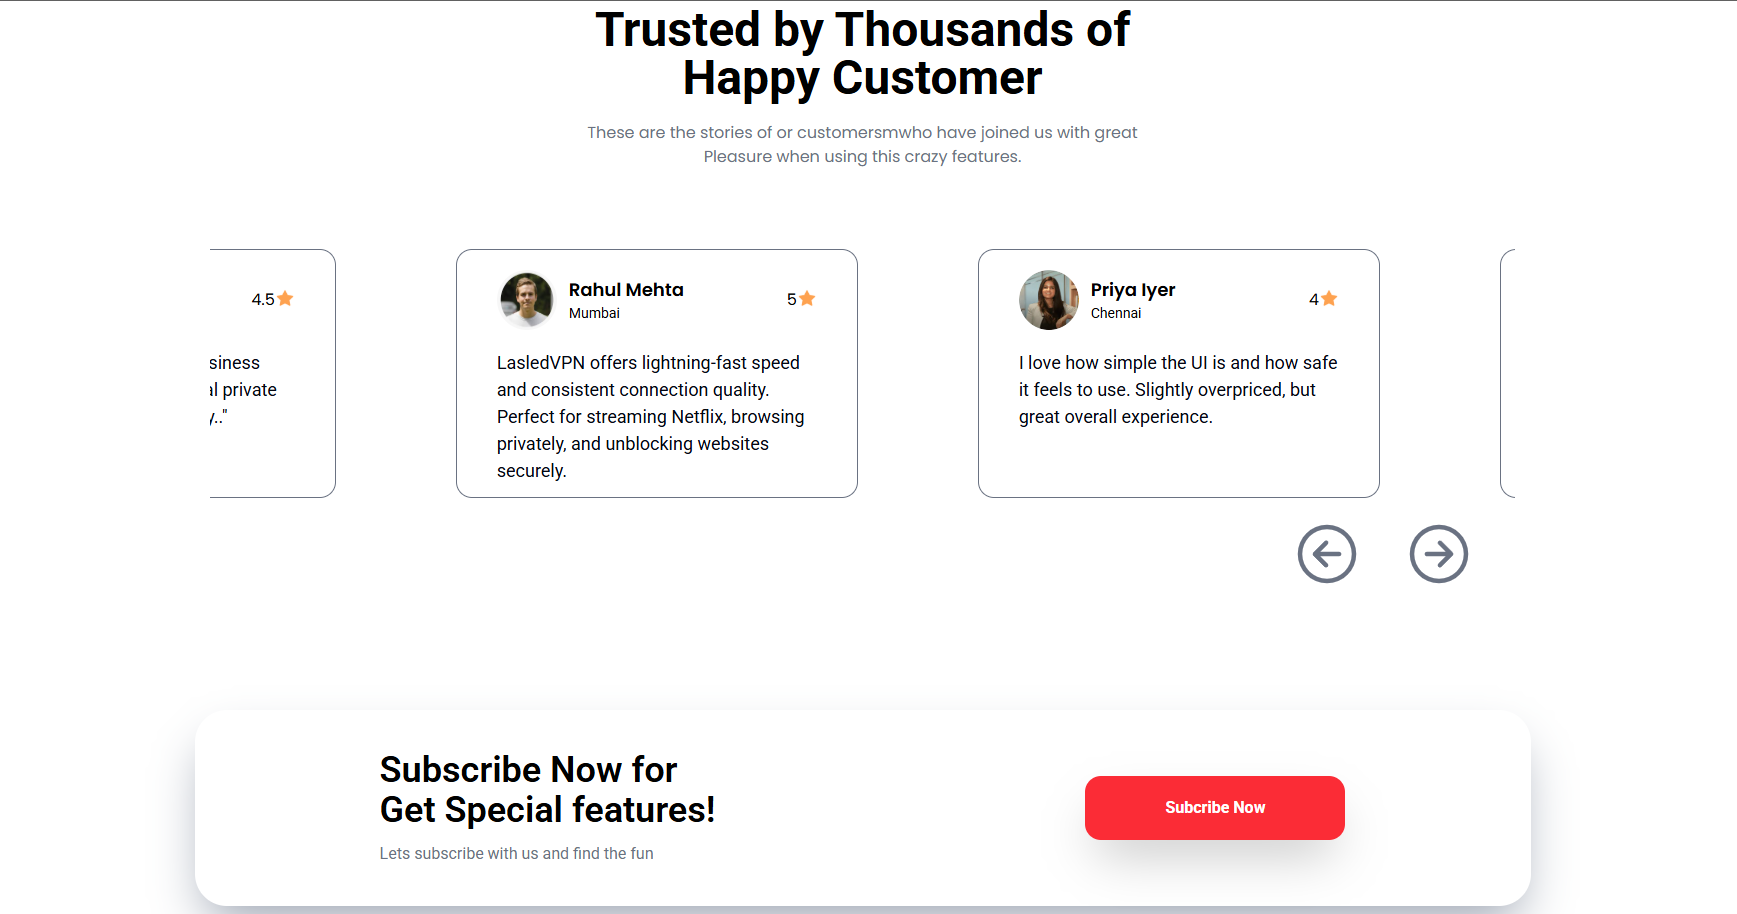 Trusted by Thousands of
Happy Customer
These are the stories of or customersmwho have joined us with great
Pleasure when using this crazy features.
4.5
siness
al private
y.."
Rahul Mehta
Mumbai
5
LasledVPN offers lightning-fast speed
and consistent connection quality.
Perfect for streaming Netflix, browsing
privately, and unblocking websites
securely.
Priya Iyer
Chennai
4
I love how simple the UI is and how safe
it feels to use. Slightly overpriced, but
great overall experience.
Subscribe Now for
Get Special features!
Lets subscribe with us and find the fun
Subcribe Now